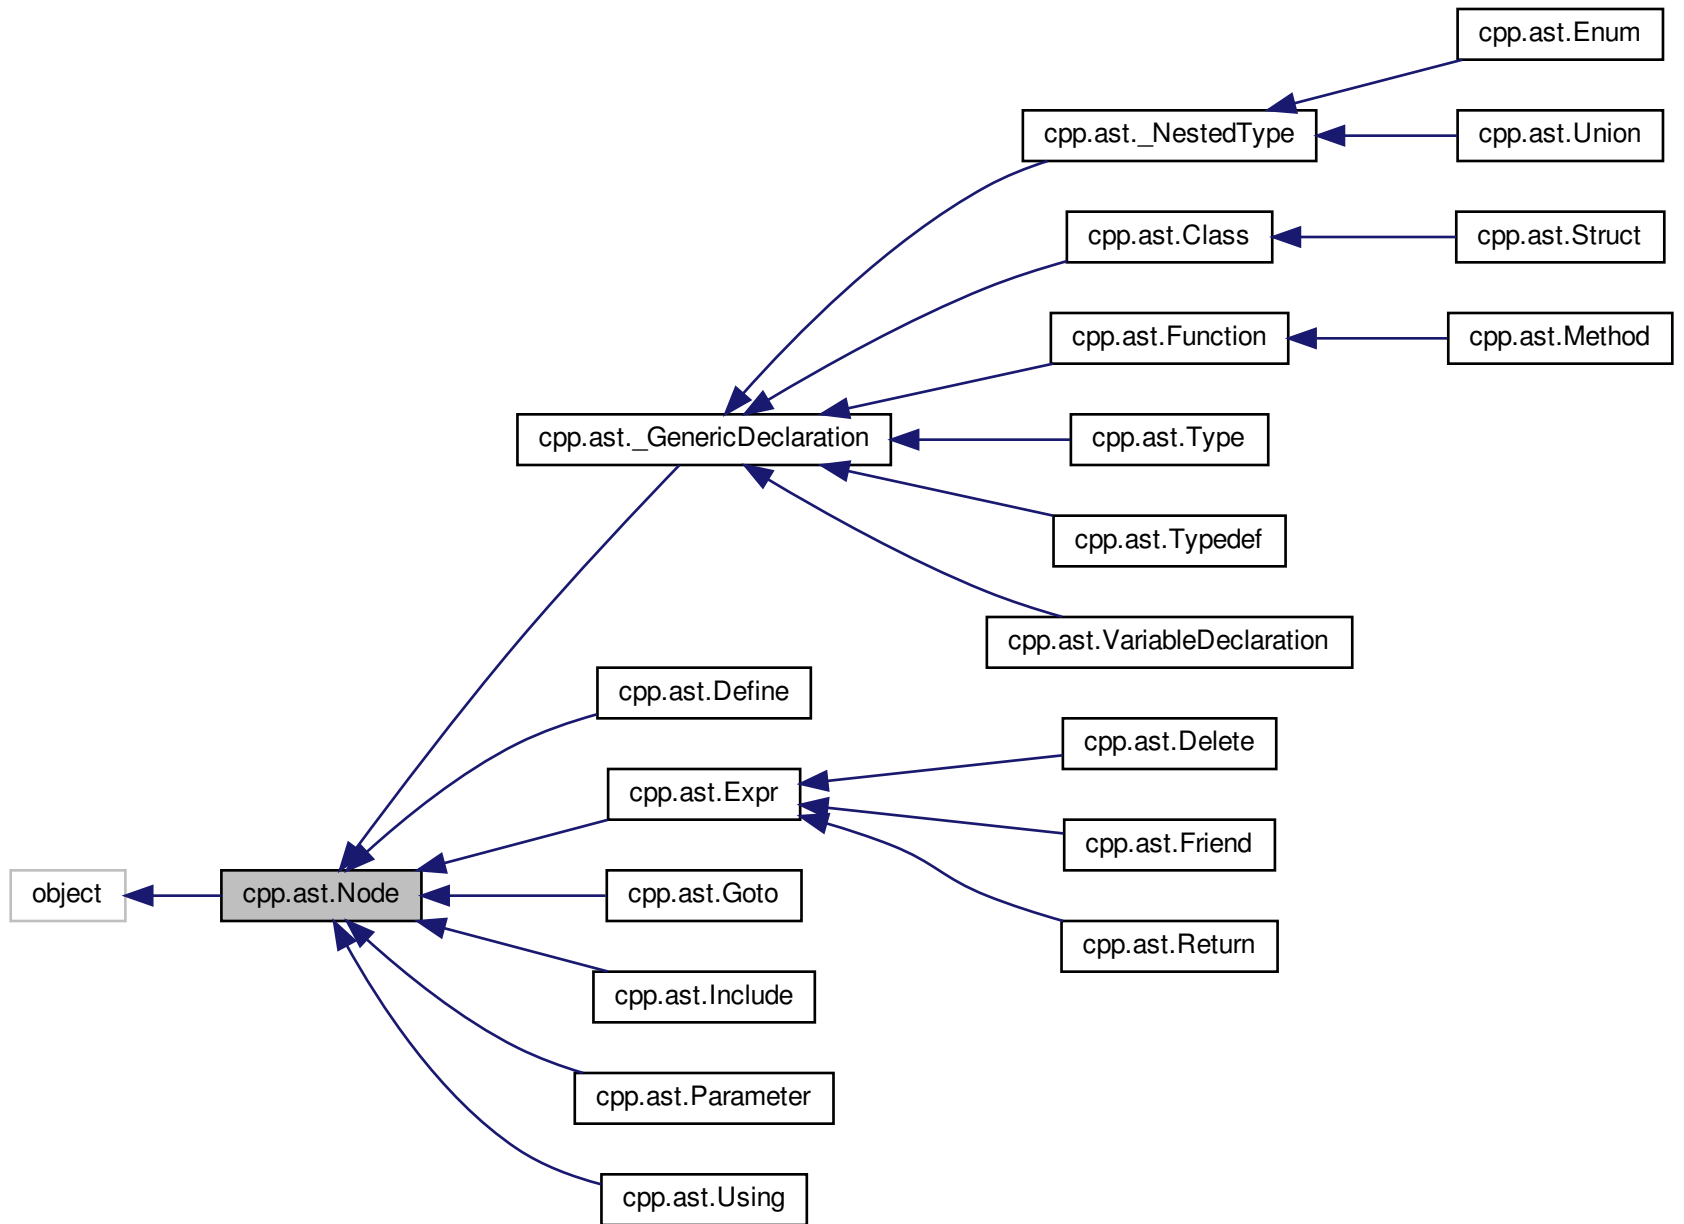 cpp.ast.Enum
cpp.ast._NestedType
cpp.ast.Union
cpp.ast.Class
cpp.ast.Struct
cpp.ast.Function
cpp.ast.Method
cpp.ast._GenericDeclaration
cpp.ast.Type
cpp.ast.Typedef
cpp.ast.VariableDeclaration
cpp.ast.Define
cpp.ast.Delete
cpp.ast.Expr
cpp.ast.Friend
object
cpp.ast.Node
cpp.ast.Goto
cpp.ast.Return
cpp.ast.Include
cpp.ast.Parameter
cpp.ast.Using